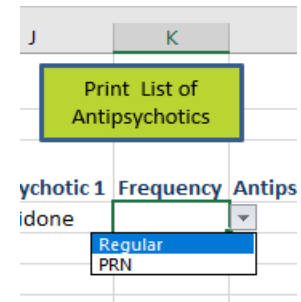 J K
Print List of
Antipsychotics
ychotic 1 Frequency Antips
idone
Regular
PRN